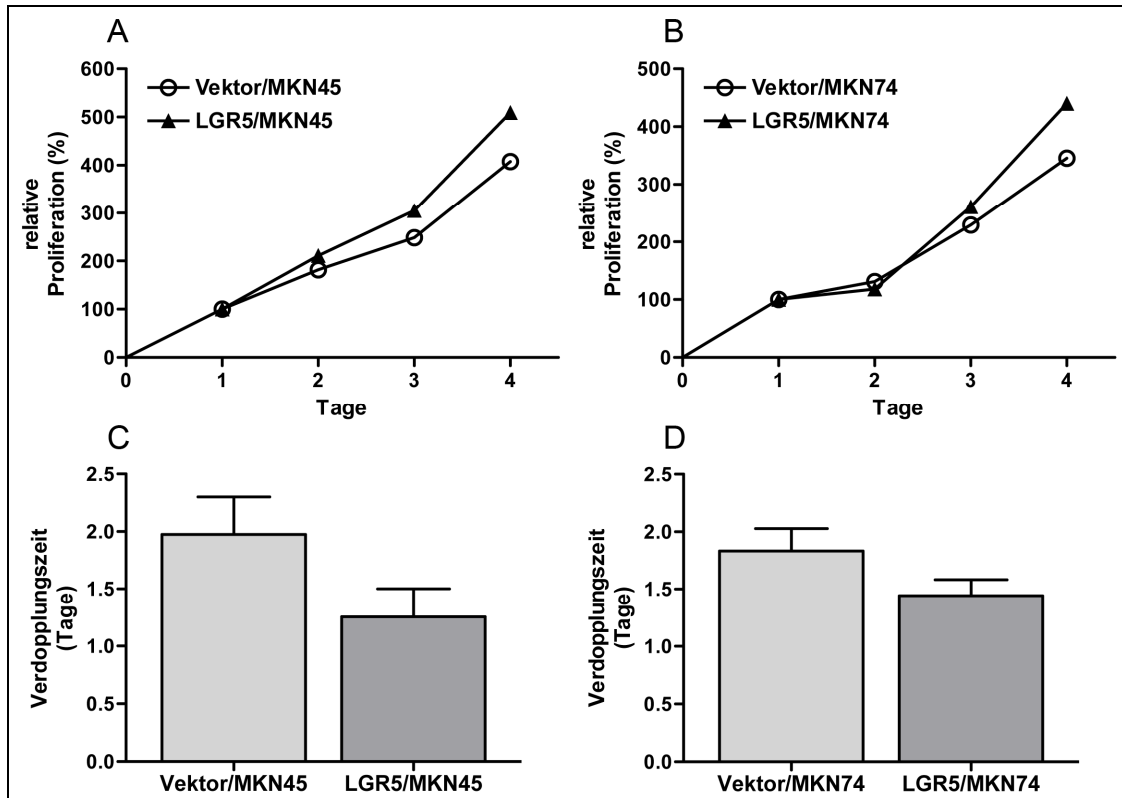 A
600
500
400
300
200
100
0
relative
Proliferation (%)
Vektor/MKN45
LGR5/MKN45
0 1 2 3 4
Tage
B
500
400
300
200
100
0
relative
Proliferation (%)
Vektor/MKN74
LGR5/MKN74
0 1 2 3 4
Tage
C
2.5
2.0
1.5
1.0
0.5
0.0
Verdopplungszeit
(Tage)
Vektor/MKN45 LGR5/MKN45
D
2.5
2.0
1.5
1.0
0.5
0.0
Verdopplungszeit
(Tage)
Vektor/MKN74 LGR5/MKN74